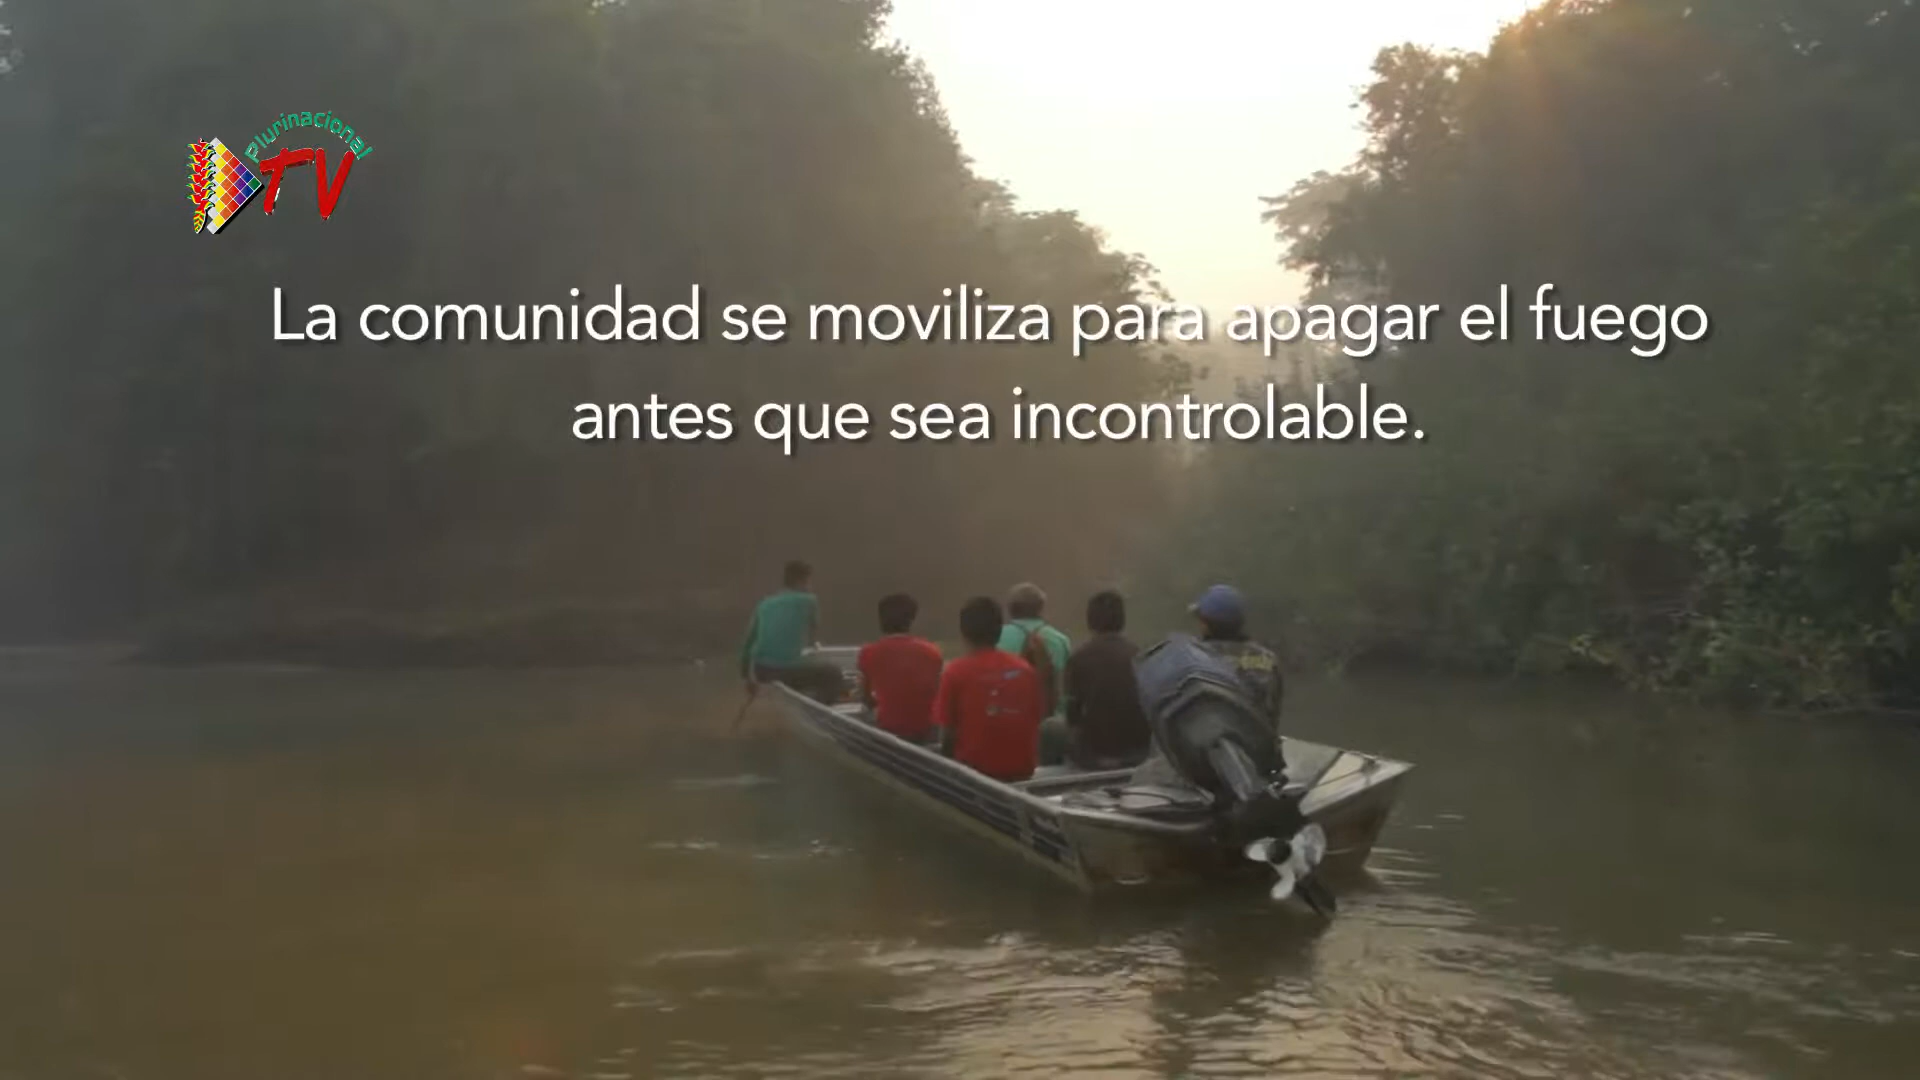 Plurinacional
TV
La comunidad se moviliza para apagar el fuego
antes que sea incontrolable.